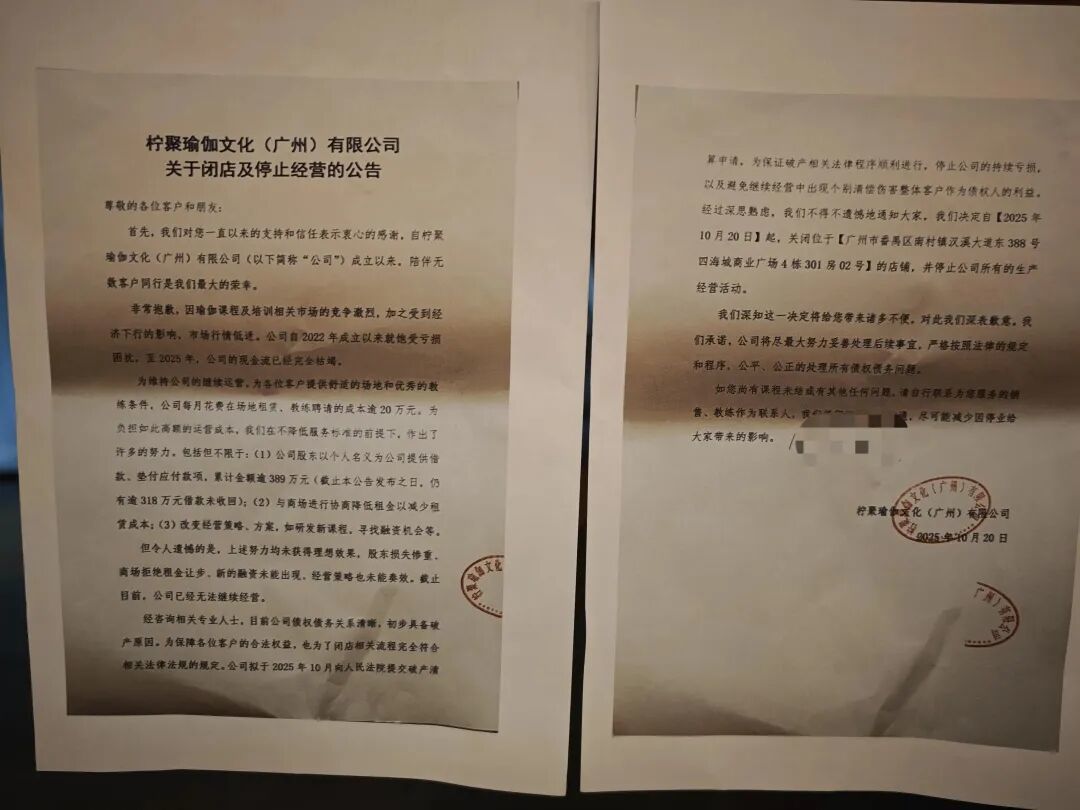 柠聚瑜伽文化（广州）有限公司
关于闭店及停止经营的公告
尊敬的各位客户和朋友：
首先，我们对您一直以来的支持和信任表示衷心的感谢，自柠聚
瑜伽文化（广州）有限公司（以下简称“公司”）成立以来，陪伴无
数客户同行是我们最大的荣幸。
非常抱歉，因瑜伽课程及培训相关市场的竞争激烈，加之受到经
济下行的影响，市场行情低迷，公司自2022年成立以来就饱受亏损
困扰，至2025年，公司的现金流已经完全枯竭。
为维持公司的继续运营，为各位客户提供舒适的场地和优秀的教
练条件，公司每月花费在场地租赁、教练聘请的成本逾20万元。为
负担如此高额的运营成本，我们在不降低服务标准的前提下，作出了
许多的努力。包括但不限于：（1）公司股东以个人名义为公司提供借
款、垫付应付款项，累计金额逾389万元（截止本公告发布之日，仍
有逾318万元借款未收回）；（2）与商场进行协商降低租金以减少租
赁成本；（3）改变经营策略、方案，如研发新课程，寻找融资机会等。
但令人遗憾的是，上述努力均未获得理想效果，股东损失惨重、
商场拒绝租金让步、新的融资未能出现、经营策略也未能奏效。截止
目前，公司已经无法继续经营。
经咨询相关专业人士，目前公司债权债务关系清晰，初步具备破
产原因。为保障各位客户的合法权益，也为了闭店相关流程完全符合
相关法律法规的规定。公司拟于2025年10月向人民法院提交破产清
柠聚瑜伽文化
算申请，为保证破产相关法律程序顺利进行，停止公司的持续亏损，
以及避免继续经营中出现个别清偿伤害整体客户作为债权人的利益。
经过深思熟虑，我们不得不遗憾地通知大家，我们决定自【2025年
10月20日】起，关闭位于【广州市番禺区南村镇汉溪大道东388号
四海城商业广场4栋301房02号】的店铺，并停止公司所有的生产
经营活动。
我们深知这一决定将给您带来诸多不便，对此我们深表歉意。我
们承诺，公司将尽最大努力妥善处理后续事宜，严格按照法律的规定
和程序，公平、公正的处理所有债权债务问题。
如您尚有课程未结或有其他任何问题，请自行联系为您服务的销
售、教练作为联系人，我们，尽可能减少因停业给
大家带来的影响。
柠聚瑜伽文化（广州）有限公司
2025年10月20日
柠聚瑜伽文化（广州）有限公司
广州）有限公司